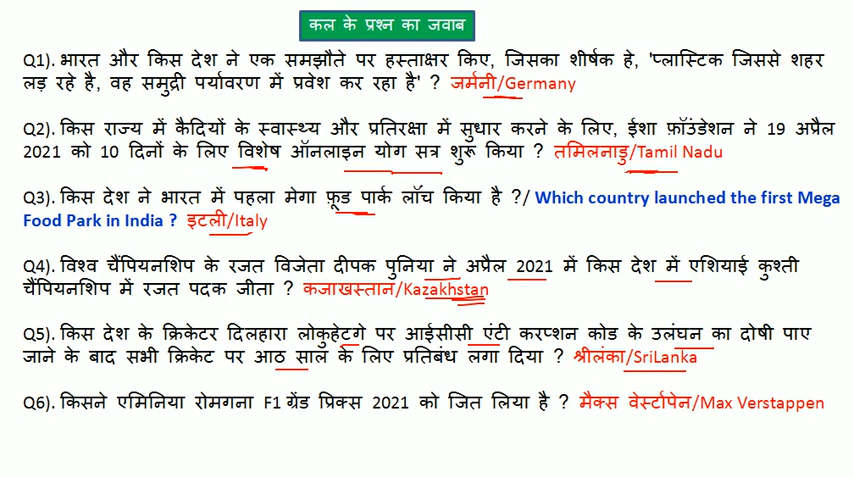 कल के प्रश्न का जवाब
Q1). भारत और किस देश ने एक समझौते पर हस्ताक्षर किए, जिसका शीर्षक हे, 'प्लास्टिक जिससे शहर
लड़ रहे है, वह समुद्री पर्यावरण में प्रवेश कर रहा है' ? जर्मनी/Germany
Q2). किस राज्य में कैदियों के स्वास्थ्य और प्रतिरक्षा में सुधार करने के लिए, ईशा फ़ॉउंडेशन ने 19 अप्रैल
2021 को 10 दिनों के लिए विशेष ऑनलाइन योग सत्र शुरू किया ? तमिलनाडु/Tamil Nadu
Q3). किस देश ने भारत में पहला मेगा फ़ूड पार्क लॉच किया है ?/ Which country launched the first Mega
Food Park in India ? इटली/Italy
Q4). विश्व चैंपियनशिप के रजत विजेता दीपक पुनिया ने अप्रैल 2021 में किस देश में एशियाई कुश्ती
चैंपियनशिप में रजत पदक जीता ? कजाखस्तान/Kazakhstan
Q5). किस देश के क्रिकेटर दिलहारा लोकुहेटगे पर आईसीसी एंटी करप्शन कोड के उलंघन का दोषी पाए
जाने के बाद सभी क्रिकेट पर आठ साल के लिए प्रतिबंध लगा दिया ? श्रीलंका/SriLanka
Q6). किसने एमिनिया रोमगना F1 ग्रेंड प्रिक्स 2021 को जित लिया है ? मैक्स वेर्स्टापेन/Max Verstappen